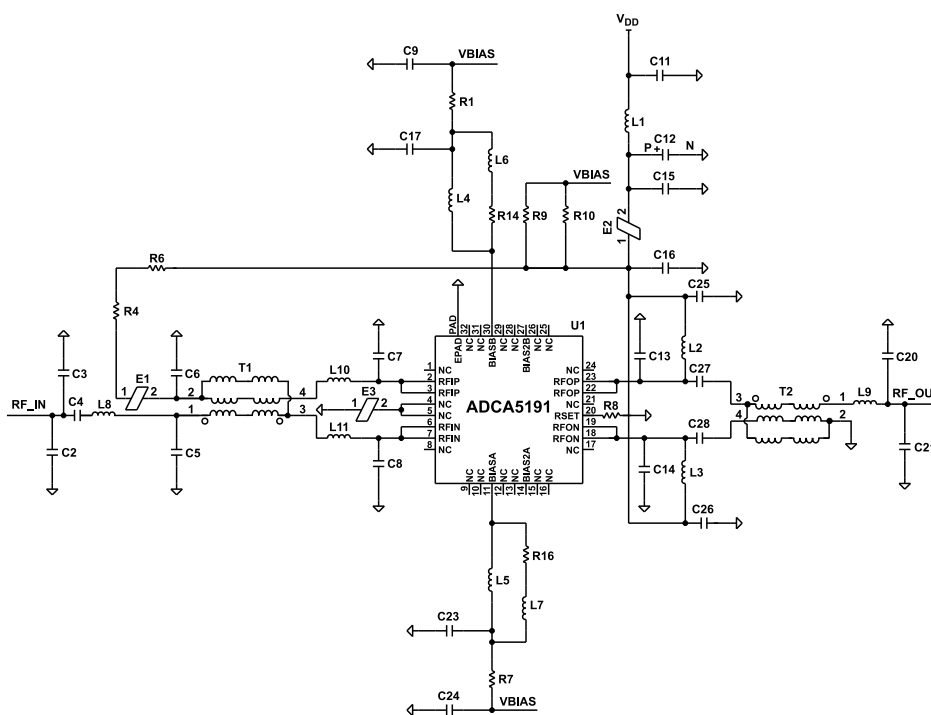 VDD
C9
VBIAS
C11
R1
L1
C17
C12
P+
N
L6
VBIAS
C15
L4
R14
R9
R10
E2
2
1
R6
C16
R4
C25
PAD
EPAD
32
NC
31
NC
30
BIASB
29
NC
28
NC
27
BIAS2B
26
NC
25
NC
U1
C3
C6
T1
L10
C7
C13
L2
C20
C4
L8
E1
1
2
2
4
E3
1
2
C27
T2
L9
RF_IN
1
3
L11
ADCA5191
R8
3
1
RF_OU
4
2
C28
C2
C5
C8
C14
L3
C21
1
NC
2
RFIP
3
RFIP
4
NC
5
NC
6
RFIN
7
RFIN
8
NC
24
NC
RFOP
23
RFOP
22
NC
21
RSET
20
RFON
19
RFON
18
NC
17
9
NC
10
NC
11
BIASA
12
NC
13
NC
14
BIAS2A
15
NC
16
NC
C26
R16
L5
L7
C23
R7
C24
VBIAS